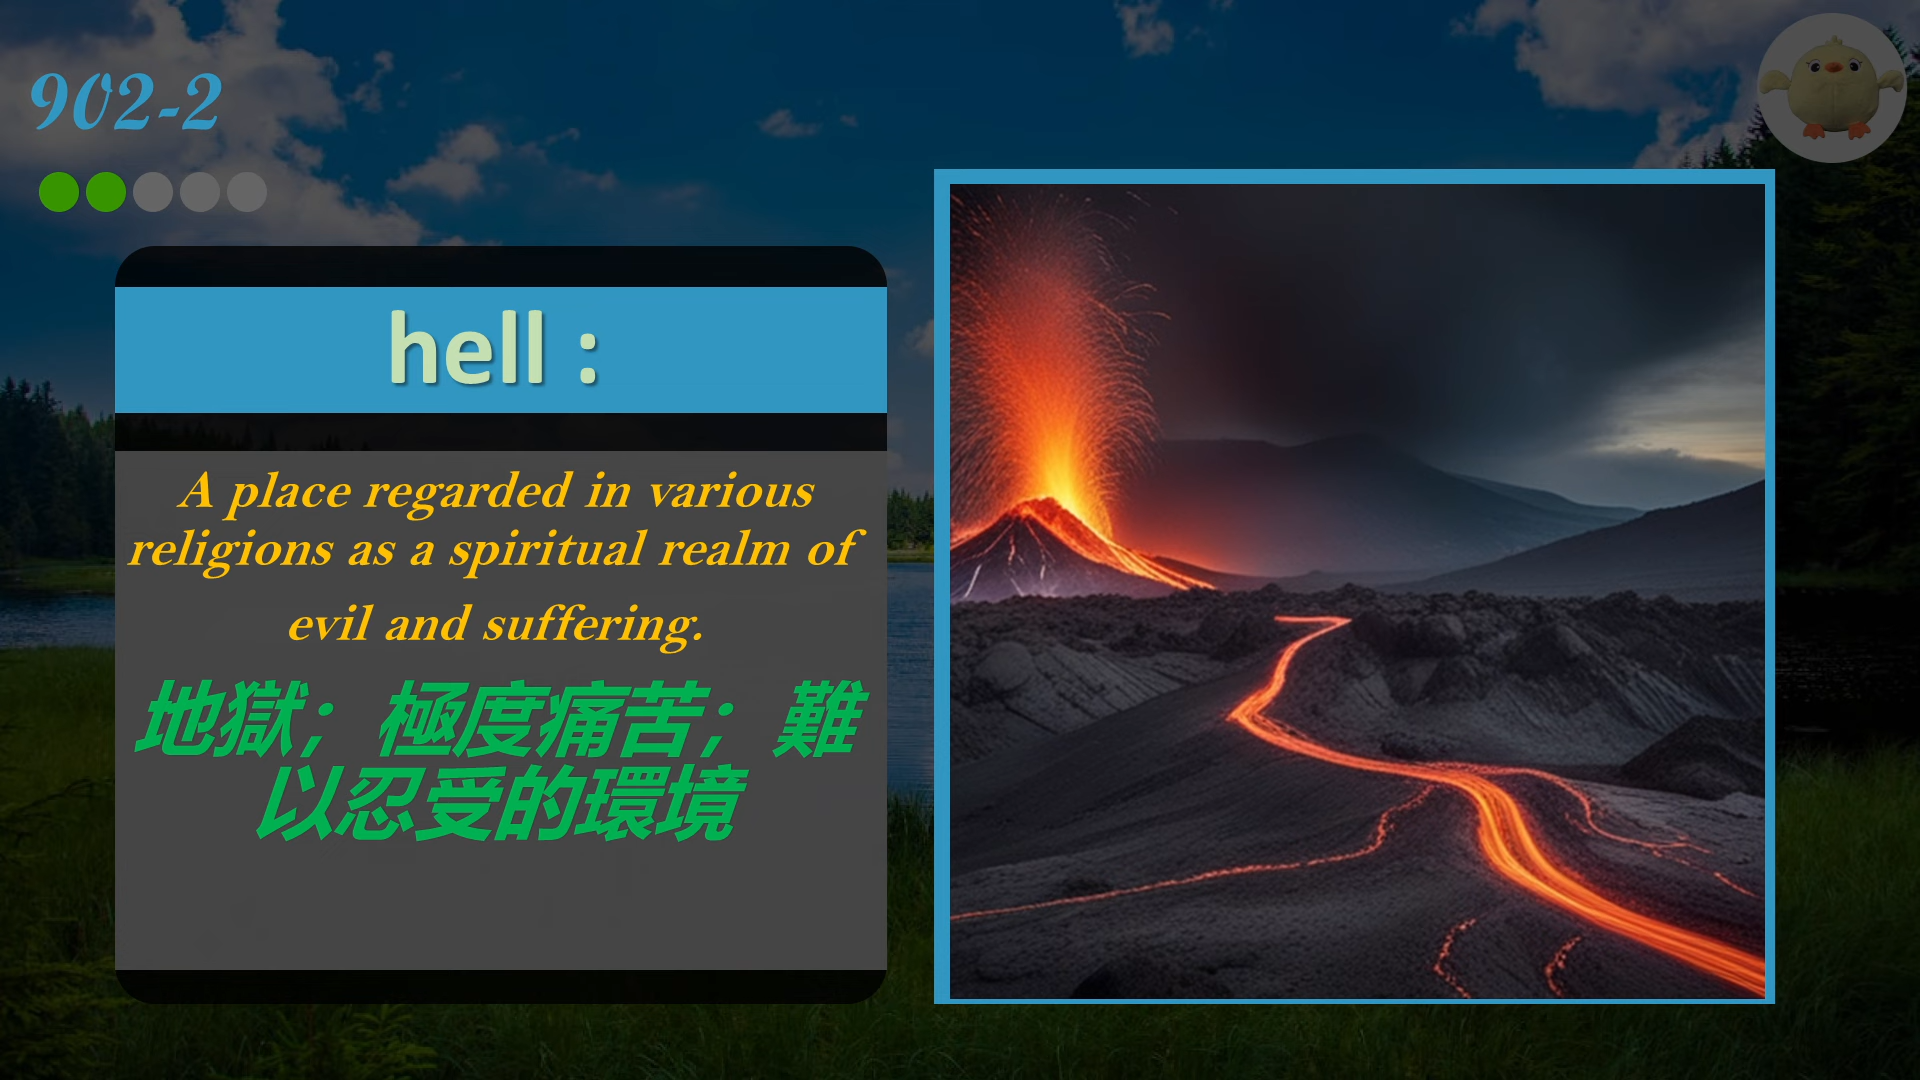 902-2
hell :
A place regarded in various
religions as a spiritual realm of
evil and suffering.
地獄；極度痛苦；難
以忍受的環境